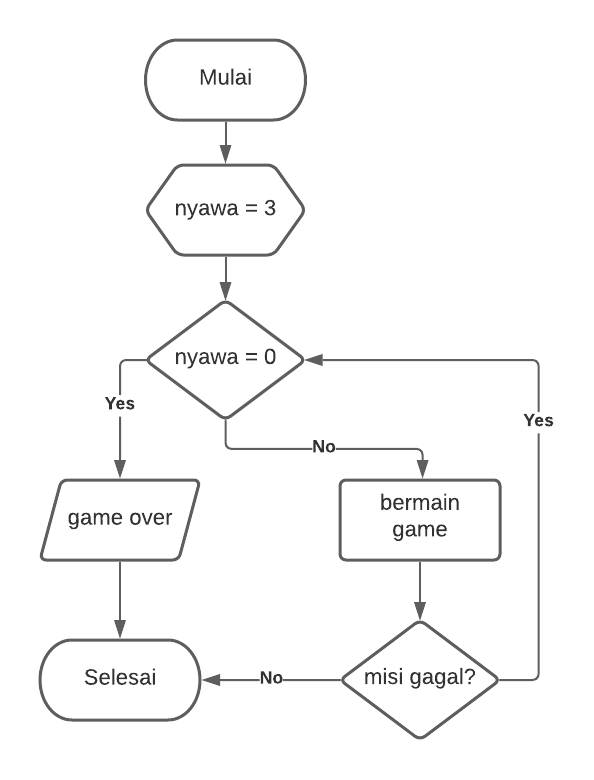 Mulai
nyawa = 3
nyawa = 0
Yes
Yes
No
game over
bermain
game
Selesai
No
misi gagal?